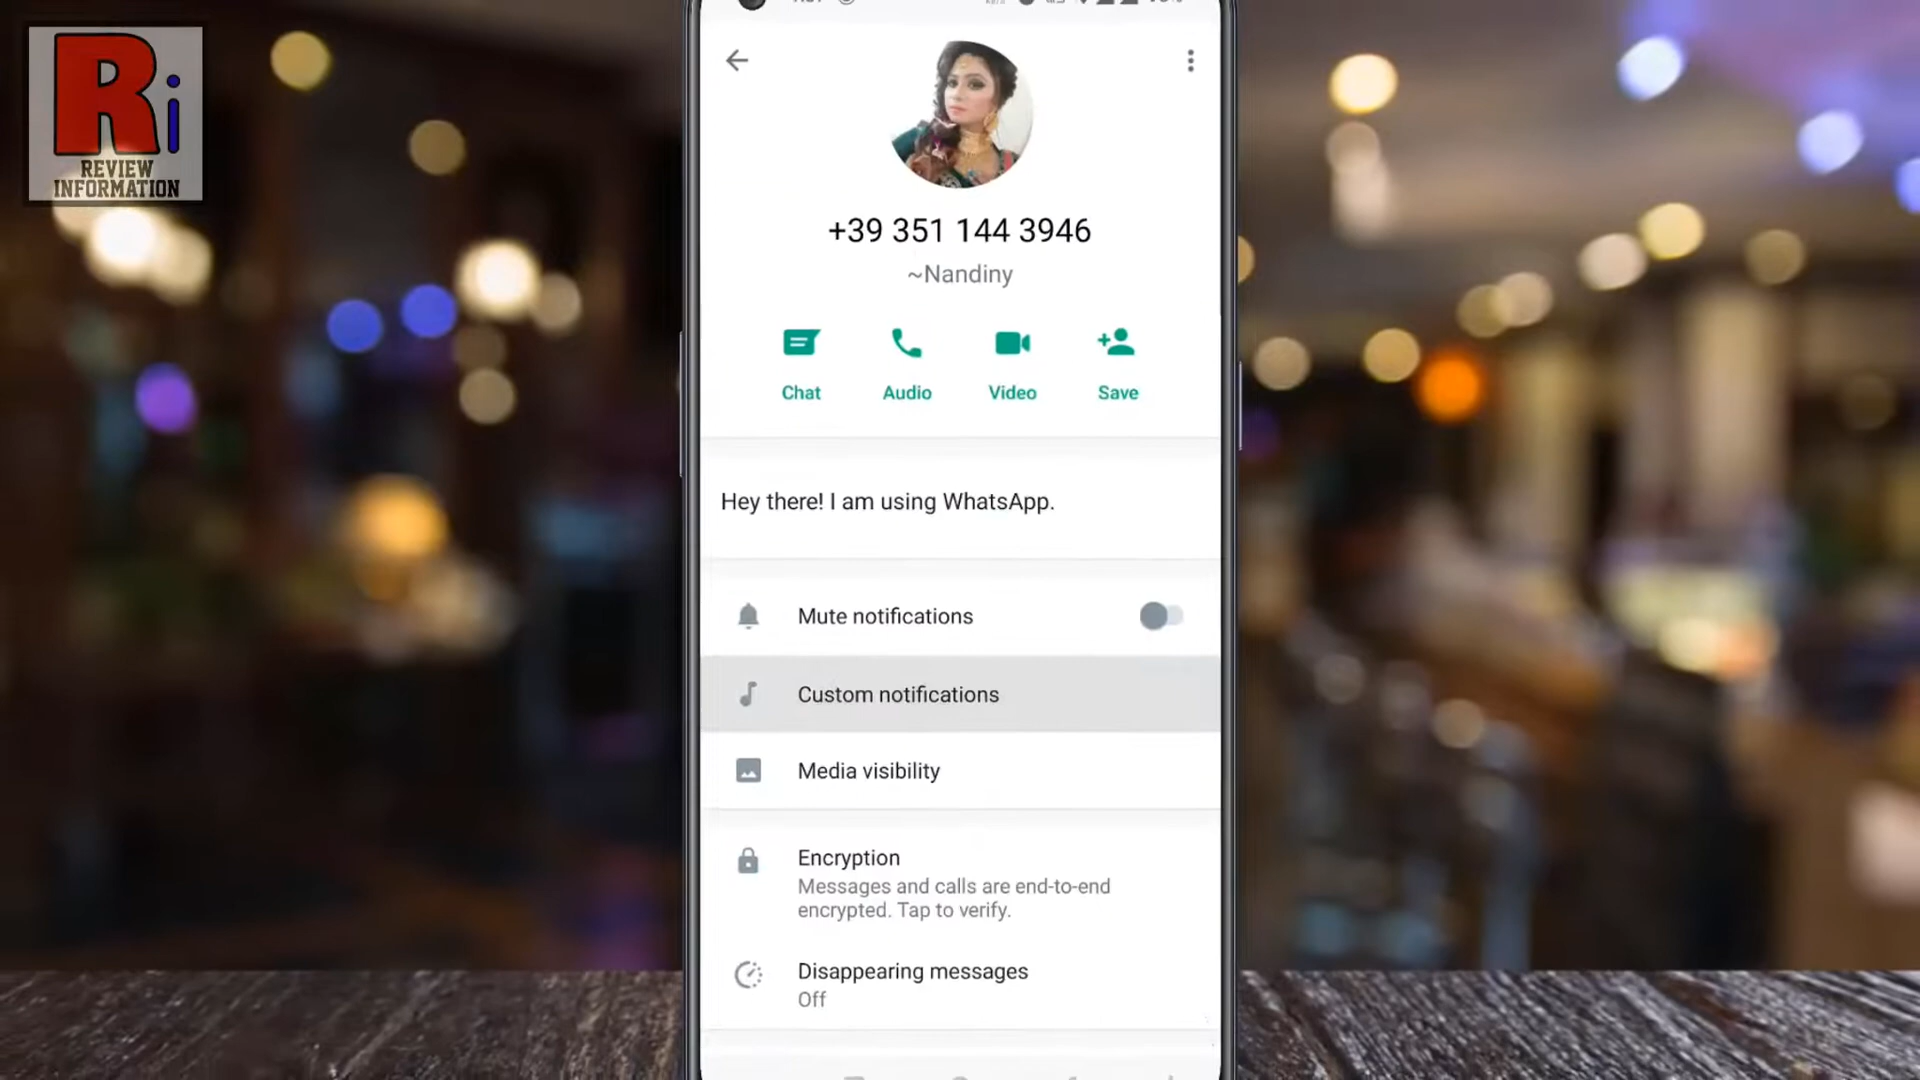 Ri
REVIEW
INFORMATION
+39 351 144 3946
~Nandiny
Chat
Audio
Video
Save
Hey there! I am using WhatsApp.
Mute notifications
Custom notifications
Media visibility
Encryption
Messages and calls are end-to-end
encrypted. Tap to verify.
Disappearing messages
Off